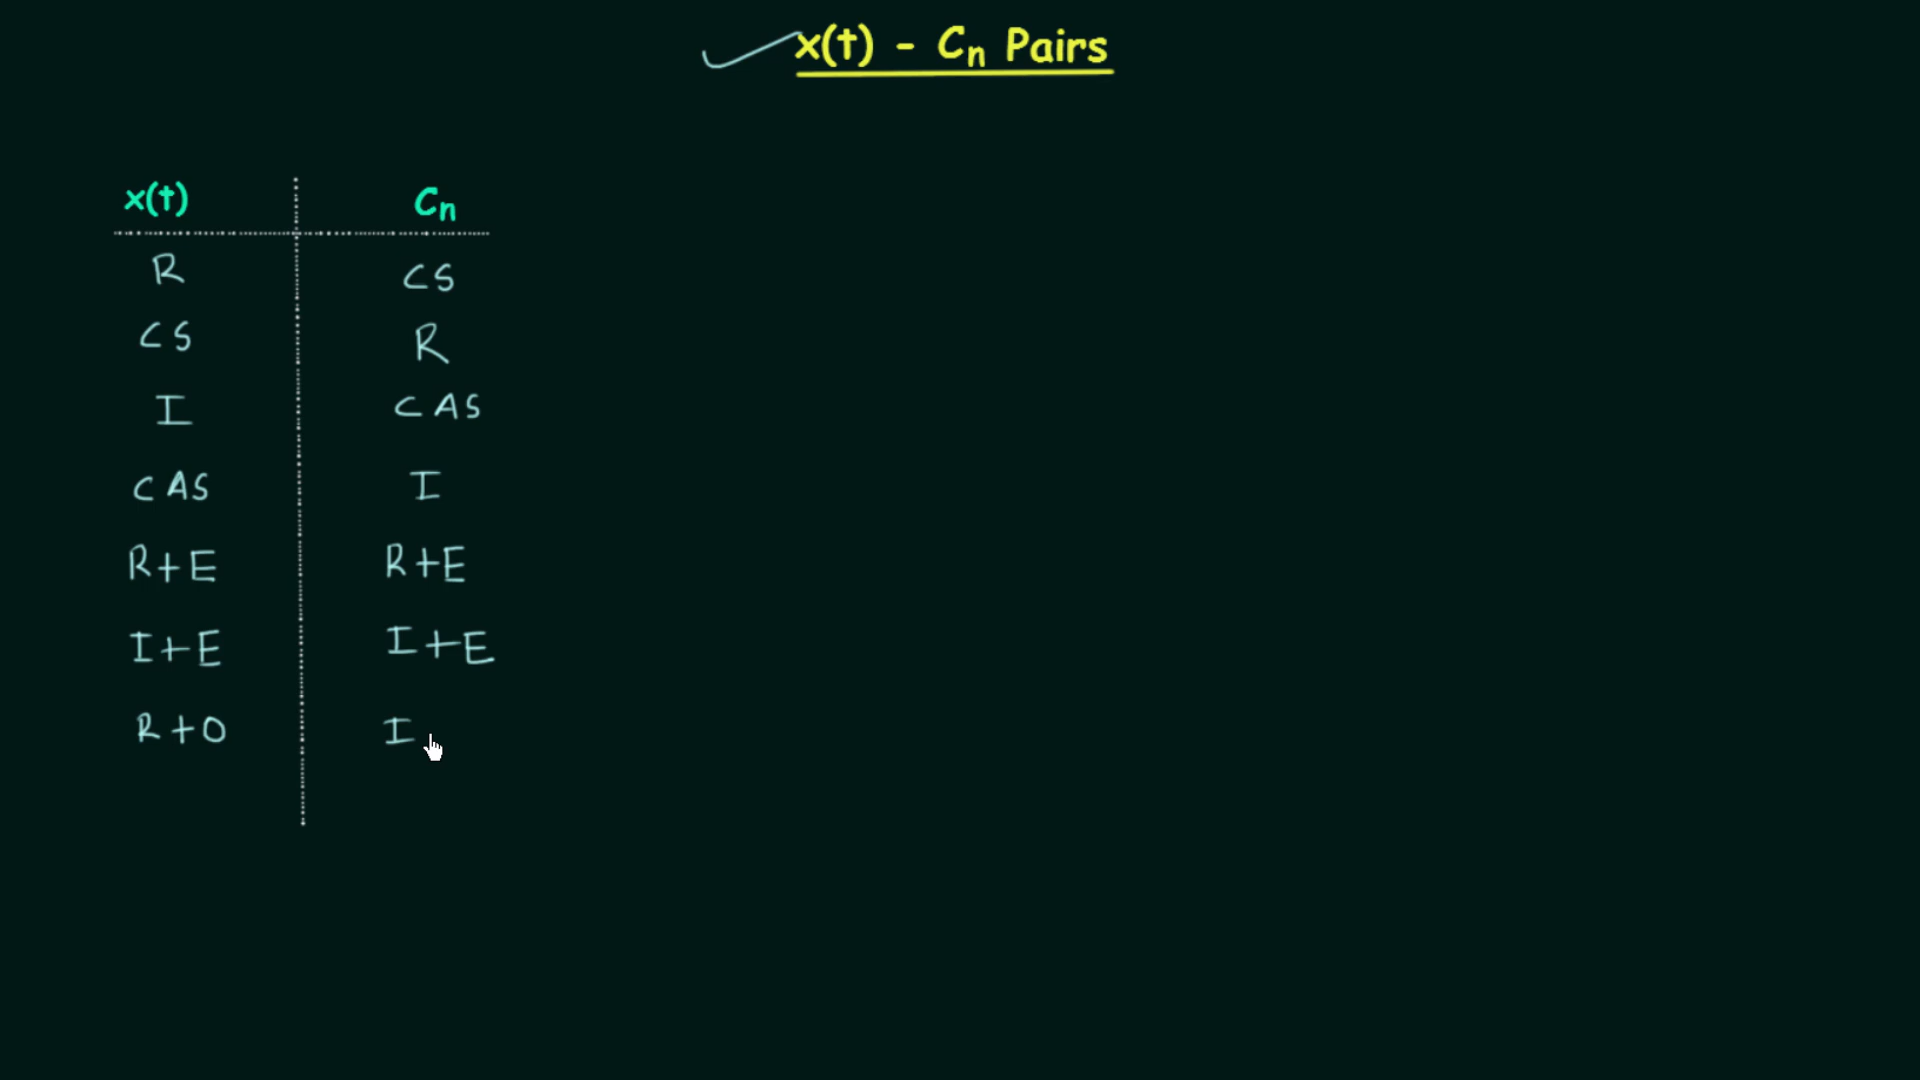 x(t) - Cn Pairs
x(t) Cn
R CS
CS R
I CAS
CAS I
R+E R+E
I+E I+E
R+O I